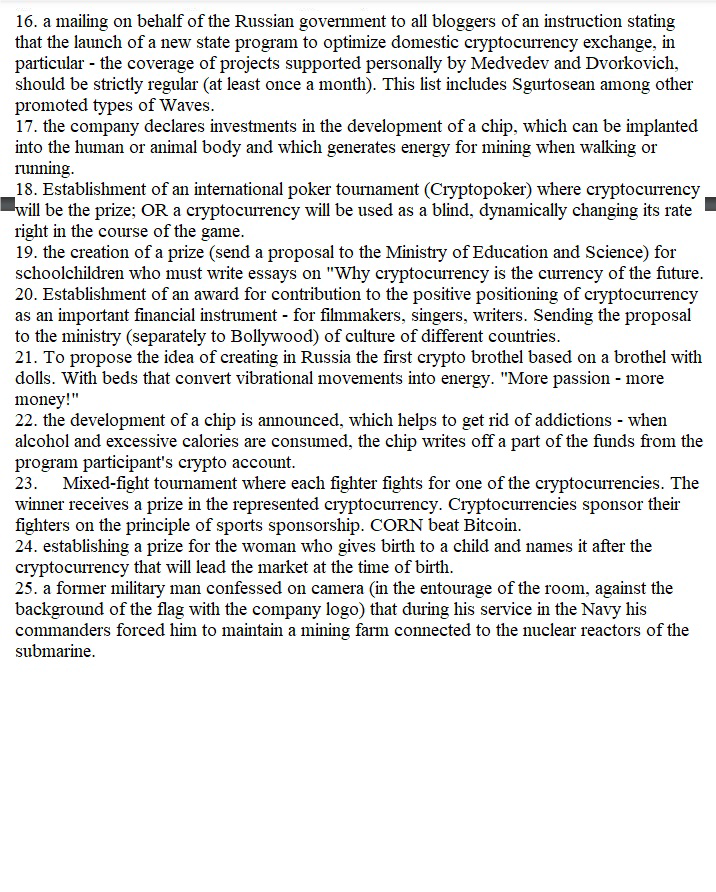 16. a mailing on behalf of the Russian government to all bloggers of an instruction stating
that the launch of a new state program to optimize domestic cryptocurrency exchange, in
particular - the coverage of projects supported personally by Medvedev and Dvorkovich,
should be strictly regular (at least once a month). This list includes Sgurtosean among other
promoted types of Waves.
17. the company declares investments in the development of a chip, which can be implanted
into the human or animal body and which generates energy for mining when walking or
running.
18. Establishment of an international poker tournament (Cryptopoker) where cryptocurrency
will be the prize; OR a cryptocurrency will be used as a blind, dynamically changing its rate
right in the course of the game.
19. the creation of a prize (send a proposal to the Ministry of Education and Science) for
schoolchildren who must write essays on "Why cryptocurrency is the currency of the future.
20. Establishment of an award for contribution to the positive positioning of cryptocurrency
as an important financial instrument - for filmmakers, singers, writers. Sending the proposal
to the ministry (separately to Bollywood) of culture of different countries.
21. To propose the idea of creating in Russia the first crypto brothel based on a brothel with
dolls. With beds that convert vibrational movements into energy. "More passion - more
money!"
22. the development of a chip is announced, which helps to get rid of addictions - when
alcohol and excessive calories are consumed, the chip writes off a part of the funds from the
program participant's crypto account.
23. Mixed-fight tournament where each fighter fights for one of the cryptocurrencies. The
winner receives a prize in the represented cryptocurrency. Cryptocurrencies sponsor their
fighters on the principle of sports sponsorship. CORN beat Bitcoin.
24. establishing a prize for the woman who gives birth to a child and names it after the
cryptocurrency that will lead the market at the time of birth.
25. a former military man confessed on camera (in the entourage of the room, against the
background of the flag with the company logo) that during his service in the Navy his
commanders forced him to maintain a mining farm connected to the nuclear reactors of the
submarine.